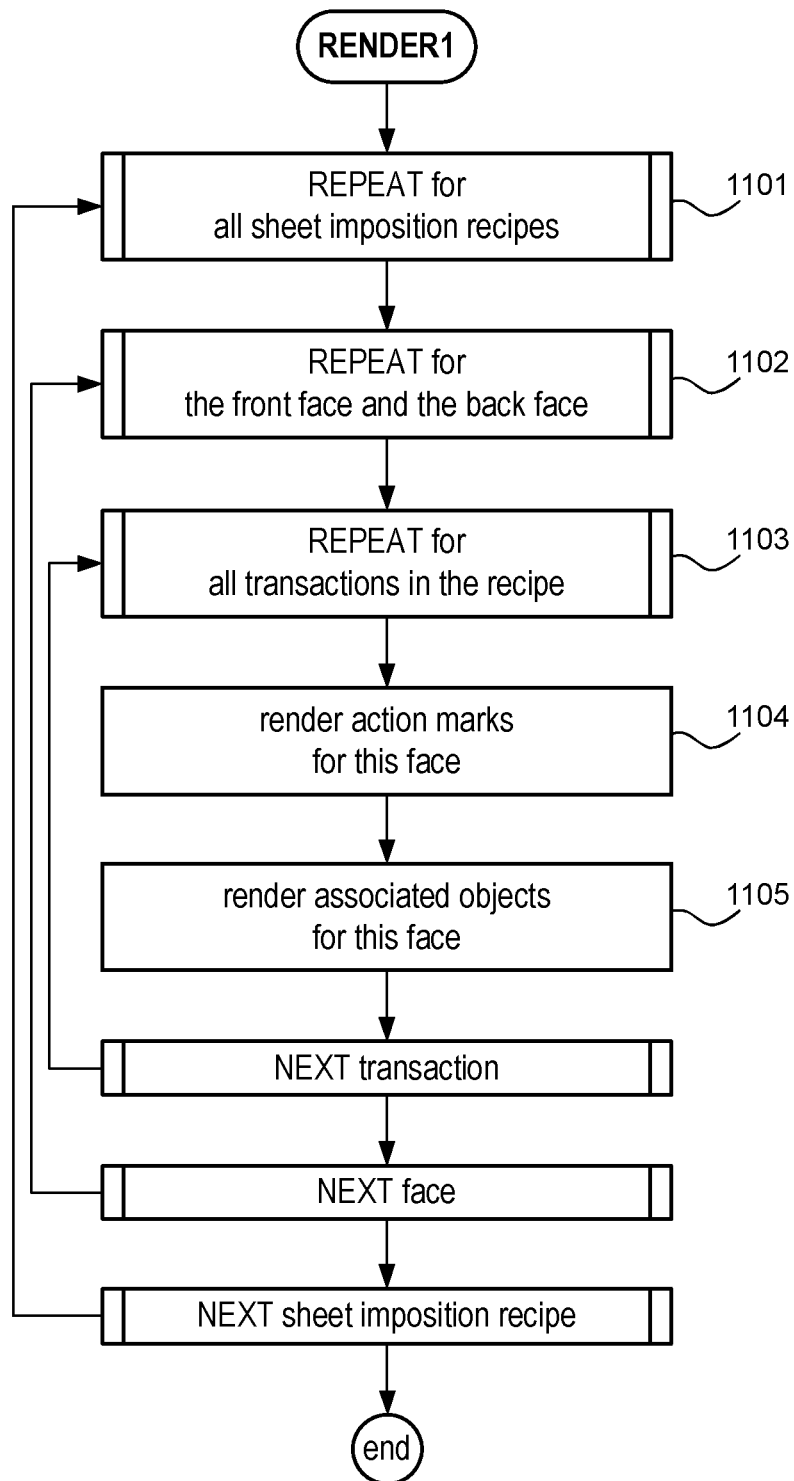 RENDER1
REPEAT for
all sheet imposition recipes
1101
REPEAT for
the front face and the back face
1102
REPEAT for
all transactions in the recipe
1103
render action marks
for this face
1104
render associated objects
for this face
1105
NEXT transaction
NEXT face
NEXT sheet imposition recipe
end